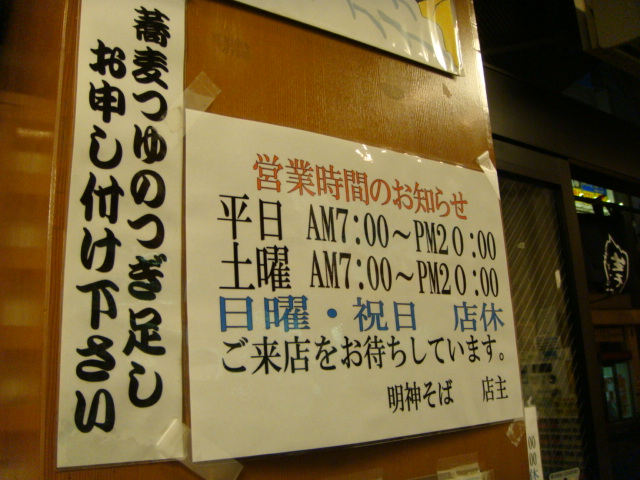 蕎麦つゆのつぎ足し
お申し付け下さい
営業時間のお知らせ
平日 AM7:00～PM20:00
土曜 AM7:00～PM20:00
日曜・祝日 店休
ご来店をお待ちしています。
明神そば 店主